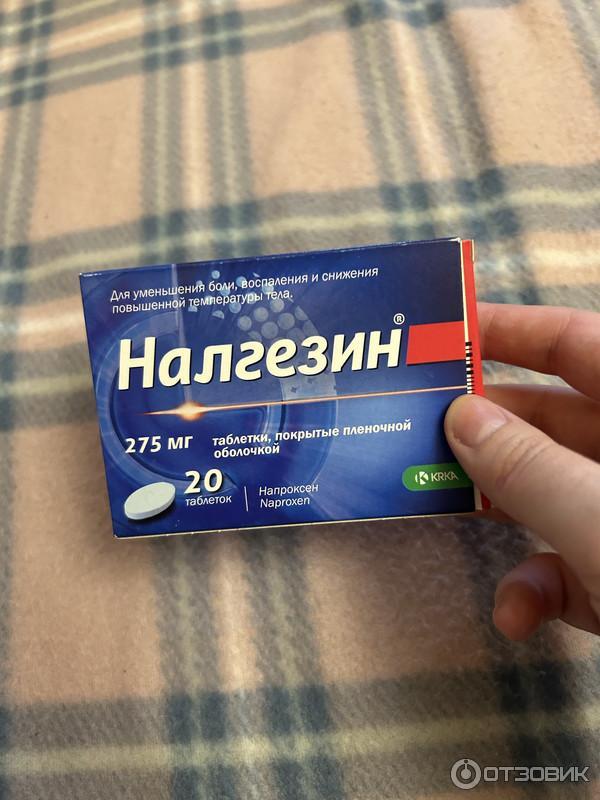 Для уменьшения боли, воспаления и снижения
повышенной температуры тела.
Налгезин®
275 мг
таблетки, покрытые пленочной
оболочкой
20
таблеток
Напроксен
Naproxen
KRKA
ОТЗОВИК